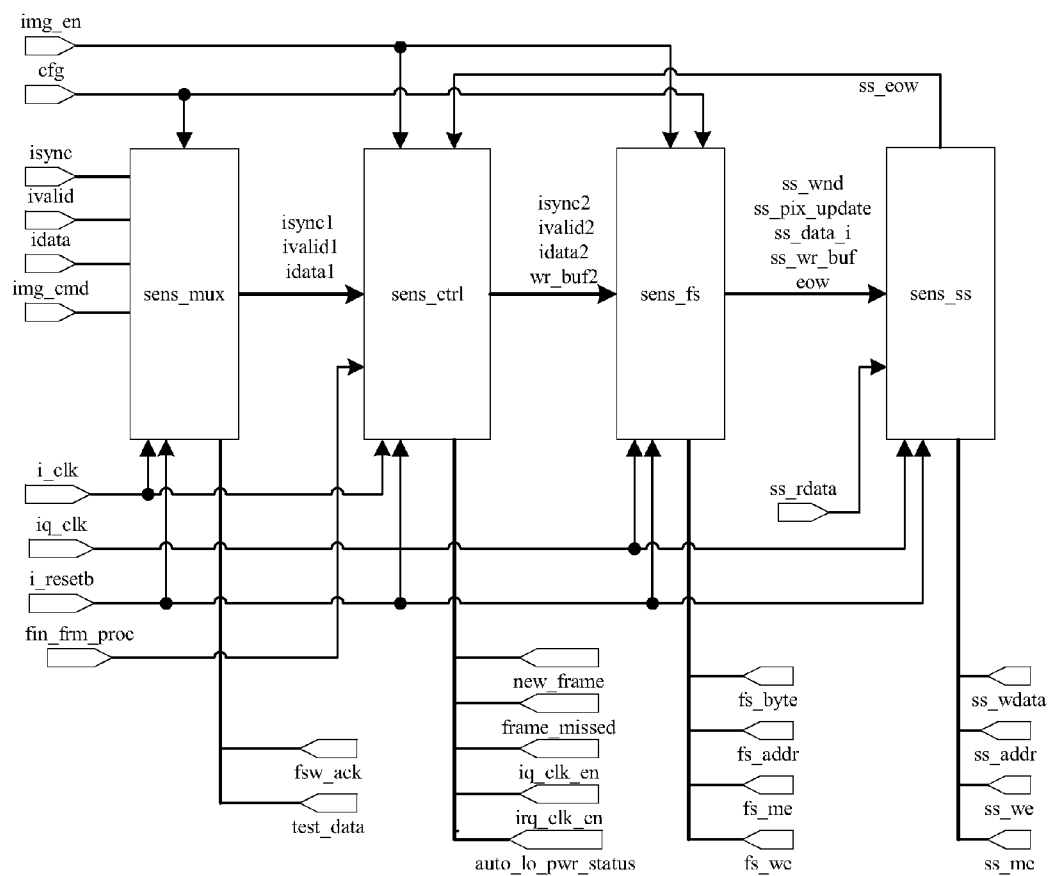 img_en
cfg
ss_eow
isync
ivalid
idata
img_cmd
isync1
ivalid1
idata1
isync2
ivalid2
idata2
wr_buf2
ss_wnd
ss_pix_update
ss_data_i
ss_wr_buf
eow
sens_mux
sens_ctrl
sens_fs
sens_ss
i_clk
ss_rdata
iq_clk
i_resetb
fin_frm_proc
new_frame
frame_missed
iq_clk_en
irq_clk_en
auto_lo_pwr_status
fsw_ack
test_data
fs_byte
fs_addr
fs_me
fs_we
ss_wdata
ss_addr
ss_we
ss_me